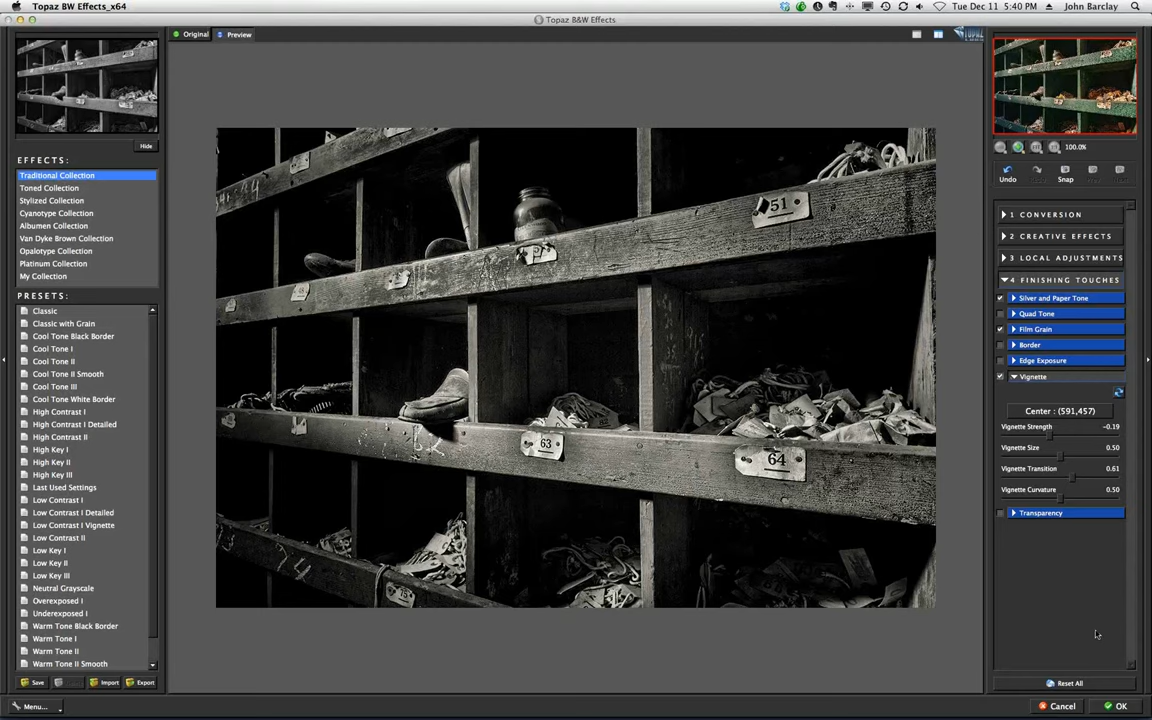 Topaz BW Effects_x64
Tue Dec 11 5:40 PM John Barclay
Topaz B&W Effects
Original
Preview
Hide
EFFECTS:
Traditional Collection
Toned Collection
Stylized Collection
Cyanotype Collection
Albumen Collection
Van Dyke Brown Collection
Opalotype Collection
Platinum Collection
My Collection
PRESETS:
Classic
Classic with Grain
Cool Tone Black Border
Cool Tone I
Cool Tone II
Cool Tone II Smooth
Cool Tone III
Cool Tone White Border
High Contrast I
High Contrast I Detailed
High Contrast II
High Key I
High Key II
High Key III
Last Used Settings
Low Contrast I
Low Contrast I Detailed
Low Contrast I Vignette
Low Contrast II
Low Key I
Low Key II
Low Key III
Neutral Grayscale
Overexposed I
Underexposed I
Warm Tone Black Border
Warm Tone I
Warm Tone II
Warm Tone II Smooth
Save
Import
Export
Menu...
51
63
64
74
75
100.0%
Undo
Snap
1 CONVERSION
2 CREATIVE EFFECTS
3 LOCAL ADJUSTMENTS
4 FINISHING TOUCHES
Silver and Paper Tone
Quad Tone
Film Grain
Border
Edge Exposure
Vignette
Center : (591,457)
Vignette Strength -0.19
Vignette Size 0.50
Vignette Transition 0.61
Vignette Curvature 0.50
Transparency
Reset All
Cancel
OK